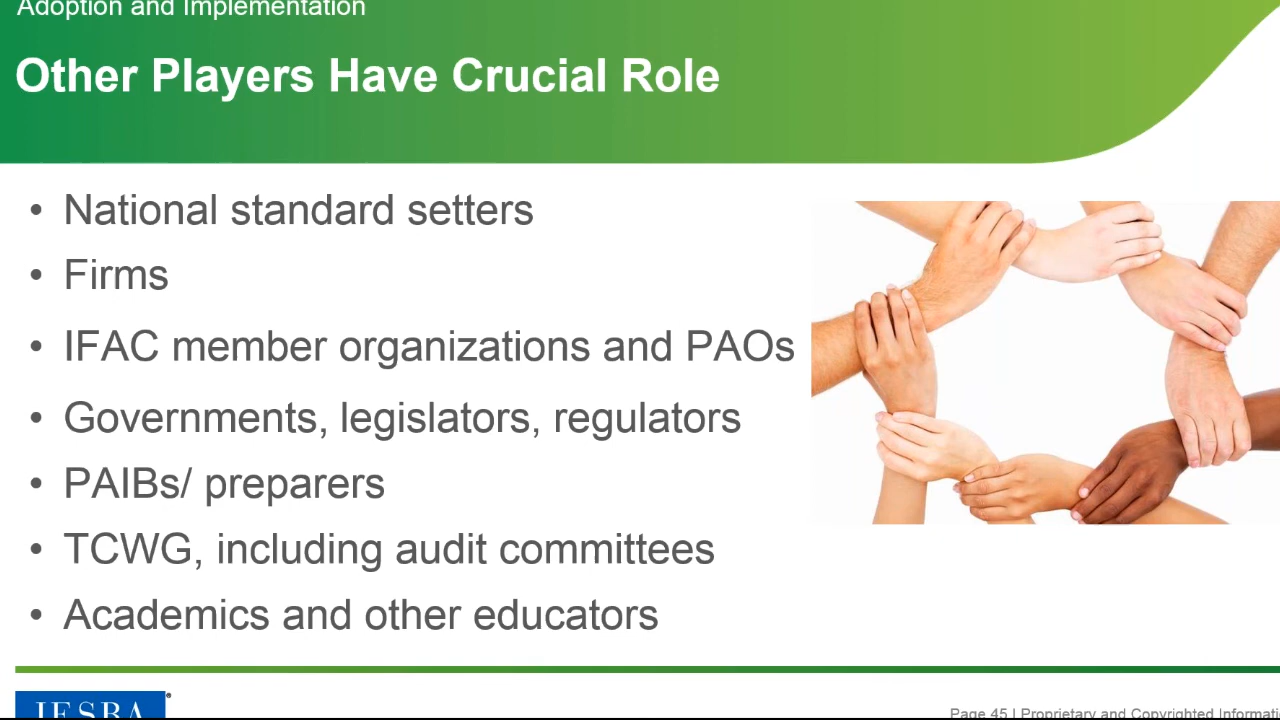 Adoption and Implementation
Other Players Have Crucial Role
• National standard setters
• Firms
• IFAC member organizations and PAOs
• Governments, legislators, regulators
• PAIBs/ preparers
• TCWG, including audit committees
• Academics and other educators
IESBA
Page 45 | Proprietary and Copyrighted Informati